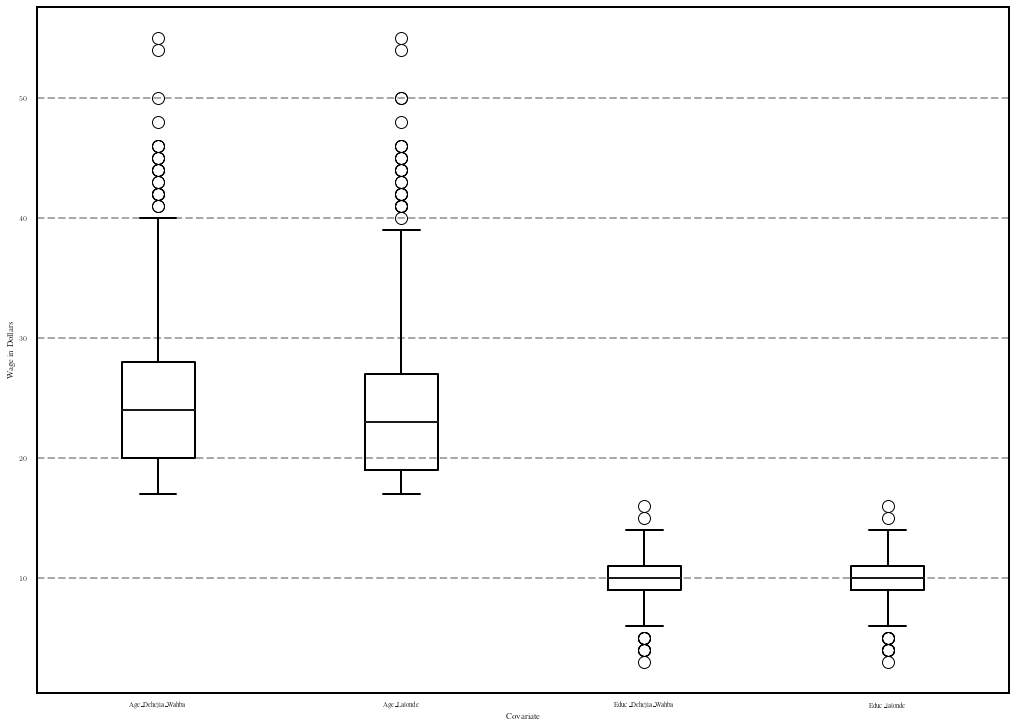 50
40
30
20
10
Wage in Dollars
Age_Dehejia_Wahba
Age_Lalonde
Educ_Dehejia_Wahba
Educ_lalonde
Covariate